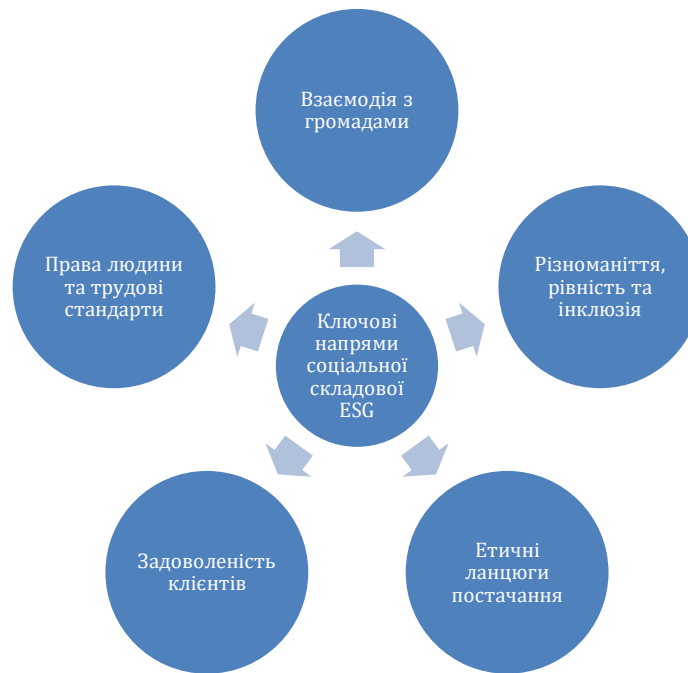 Взаємодія з
громадами
Права людини
та трудові
стандарти
Різноманіття,
рівність та
інклюзія
Ключові
напрями
соціальної
складової
ESG
Задоволеність
клієнтів
Етичні
ланцюги
постачання